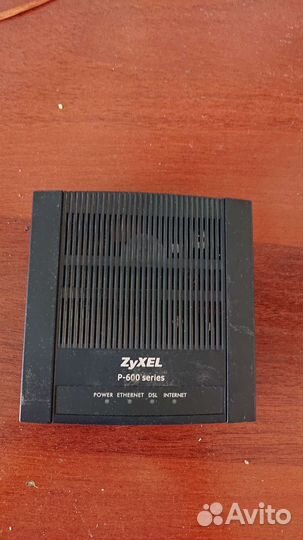 ZyXEL
P-600 series
POWER ETHERNET DSL INTERNET
Avito